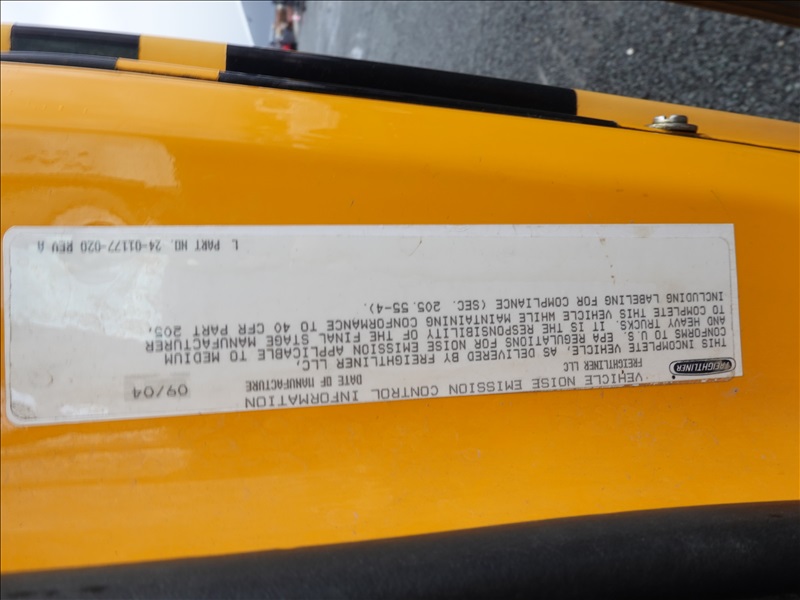 VEHICLE NOISE EMISSION CONTROL INFORMATION
FREIGHTLINER
FREIGHTLINER LLC
DATE OF MANUFACTURE
09/04
THIS INCOMPLETE VEHICLE, AS DELIVERED BY FREIGHTLINER LLC,
CONFORMS TO U.S. EPA REGULATIONS FOR NOISE EMISSION APPLICABLE TO MEDIUM
AND HEAVY TRUCKS. IT IS THE RESPONSIBILITY OF THE FINAL STAGE MANUFACTURER
TO COMPLETE THIS VEHICLE WHILE MAINTAINING CONFORMANCE TO 40 CFR PART 205,
INCLUDING LABELING FOR COMPLIANCE (SEC. 205.55-4).
L PART NO. 24-01177-020 REV A